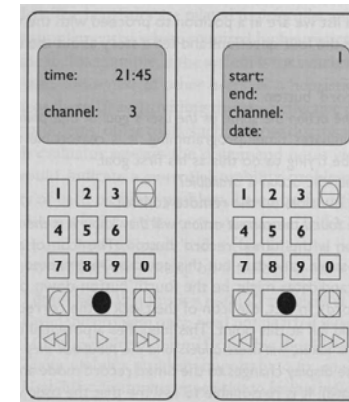 time: 21:45
channel: 3
1 2 3
4 5 6
7 8 9 0
1
start:
end:
channel:
date:
1 2 3
4 5 6
7 8 9 0